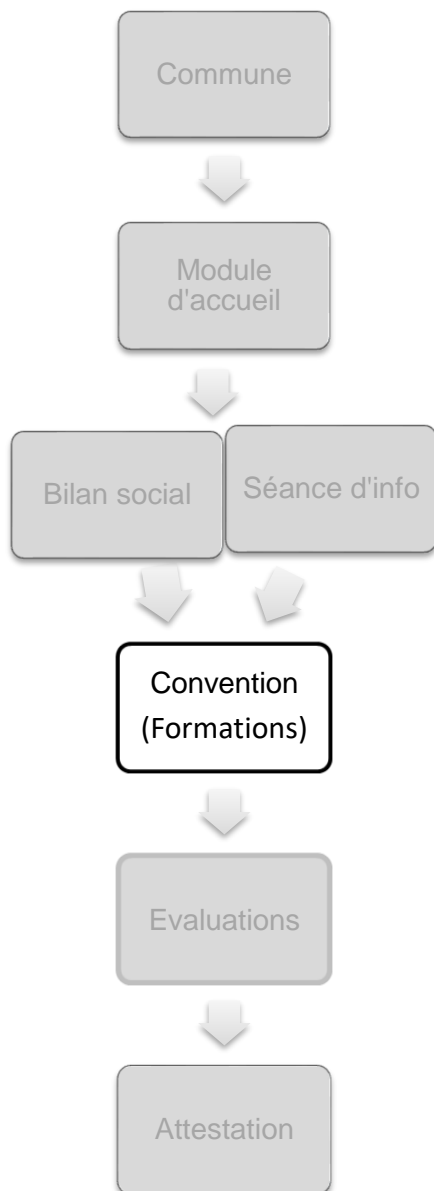 Commune
Module
d'accueil
Bilan social
Séance d'info
Convention
(Formations)
Evaluations
Attestation